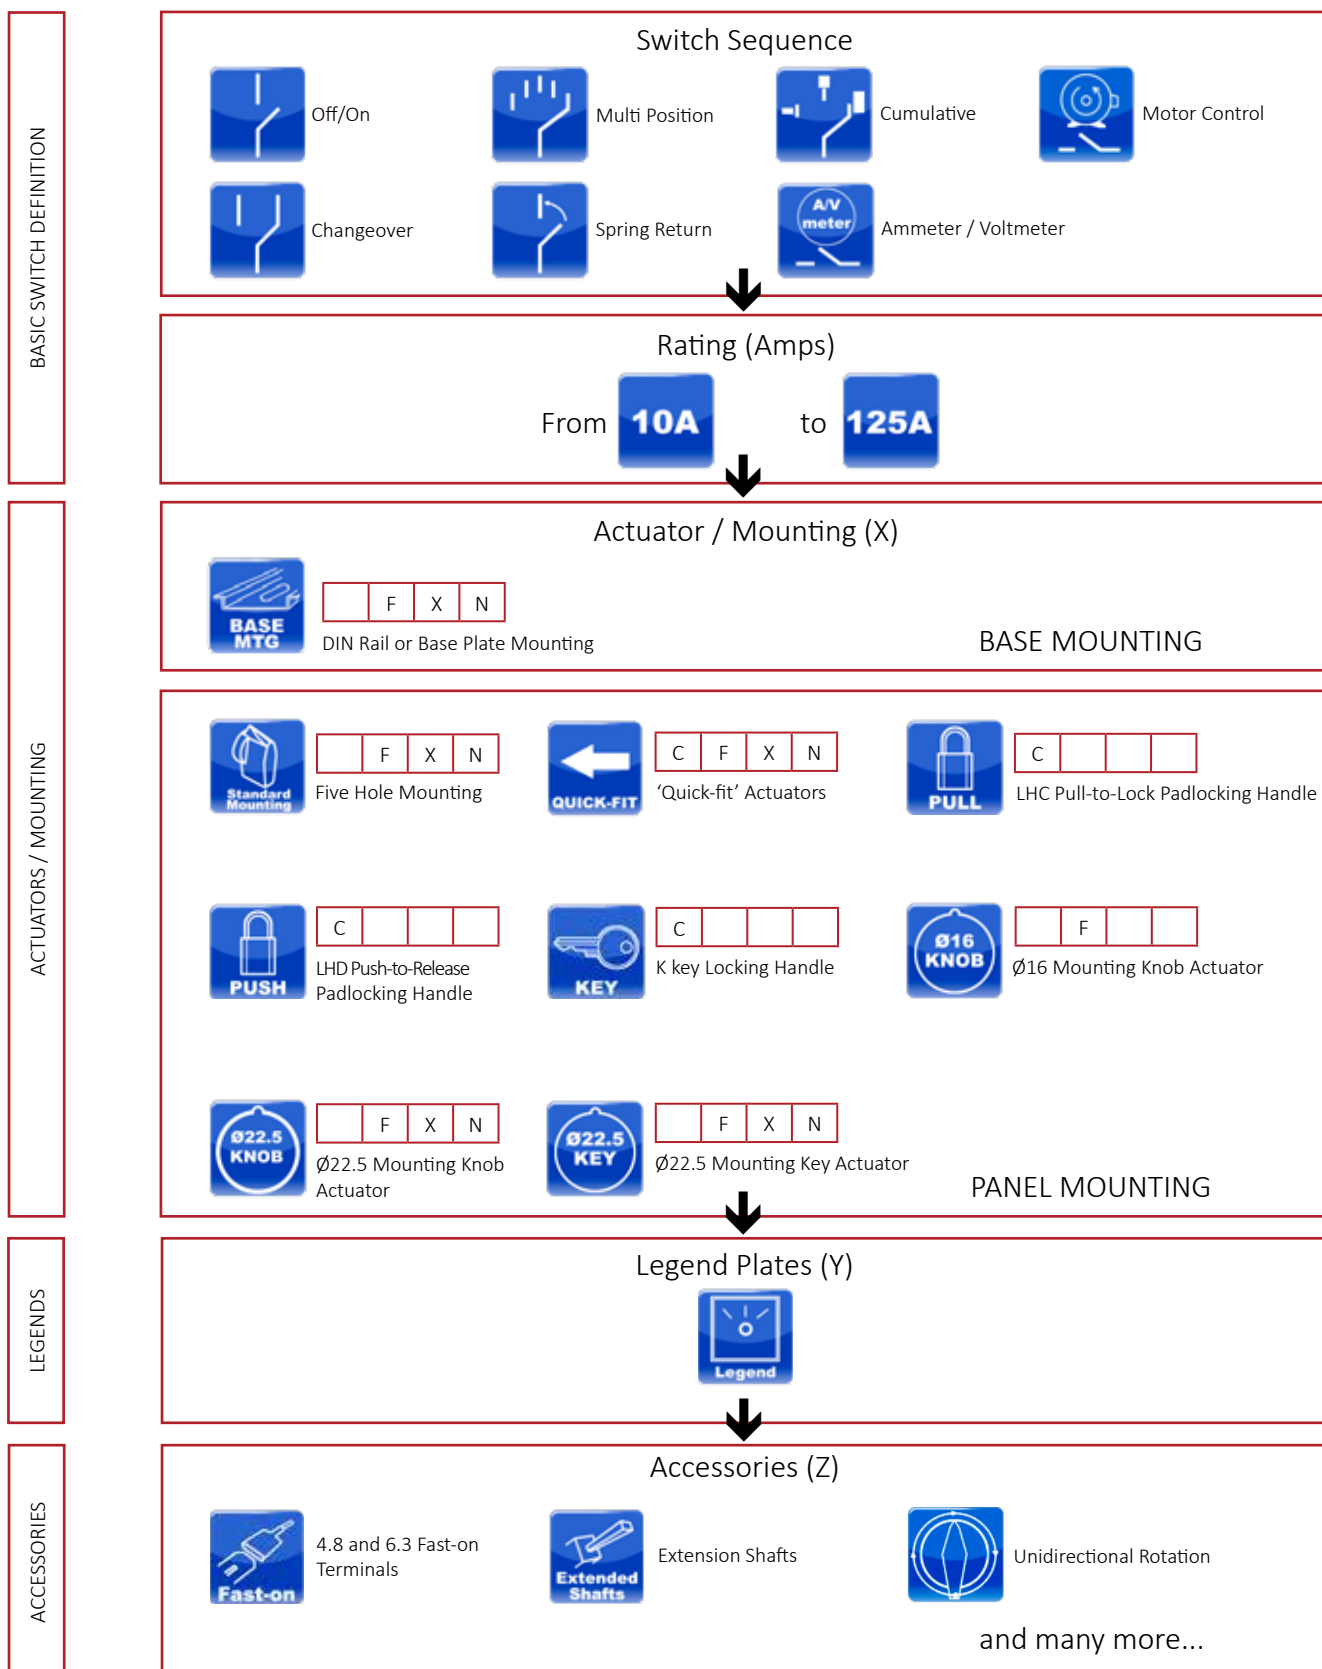 BASIC SWITCH DEFINITION
Switch Sequence
Off/On
Multi Position
Cumulative
Motor Control
Changeover
Spring Return
A/V
meter
Ammeter / Voltmeter
Rating (Amps)
From 10A to 125A
ACTUATORS / MOUNTING
Actuator / Mounting (X)
BASE
MTG
F X N
DIN Rail or Base Plate Mounting
BASE MOUNTING
Standard
Mounting
F X N
Five Hole Mounting
QUICK-FIT
C F X N
‘Quick-fit’ Actuators
PULL
C
LHC Pull-to-Lock Padlocking Handle
PUSH
C
LHD Push-to-Release
Padlocking Handle
KEY
C
K key Locking Handle
Ø16
KNOB
F
Ø16 Mounting Knob Actuator
Ø22.5
KNOB
F X N
Ø22.5 Mounting Knob
Actuator
Ø22.5
KEY
F X N
Ø22.5 Mounting Key Actuator
PANEL MOUNTING
LEGENDS
Legend Plates (Y)
Legend
ACCESSORIES
Accessories (Z)
Fast-on
4.8 and 6.3 Fast-on
Terminals
Extended
Shafts
Extension Shafts
Unidirectional Rotation
and many more...